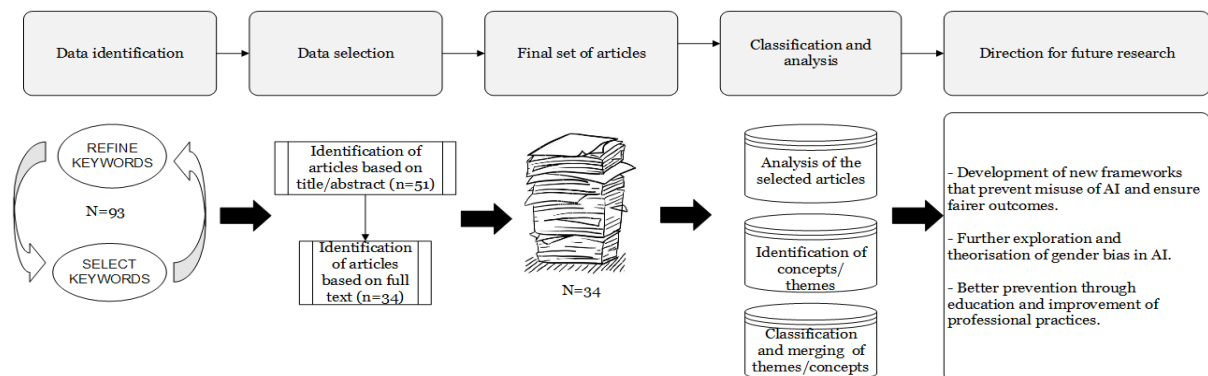 Data identification
Data selection
Final set of articles
Classification and
analysis
Direction for future research
REFINE
KEYWORDS
N=93
SELECT
KEYWORDS
Identification of
articles based on
title/abstract (n=51)
Identification
of articles
based on full
text (n=34)
N=34
Analysis of the
selected articles
Identification of
concepts/
themes
Classification
and merging of
themes/concepts
- Development of new frameworks
that prevent misuse of AI and ensure
fairer outcomes.
- Further exploration and
theorisation of gender bias in AI.
- Better prevention through
education and improvement of
professional practices.